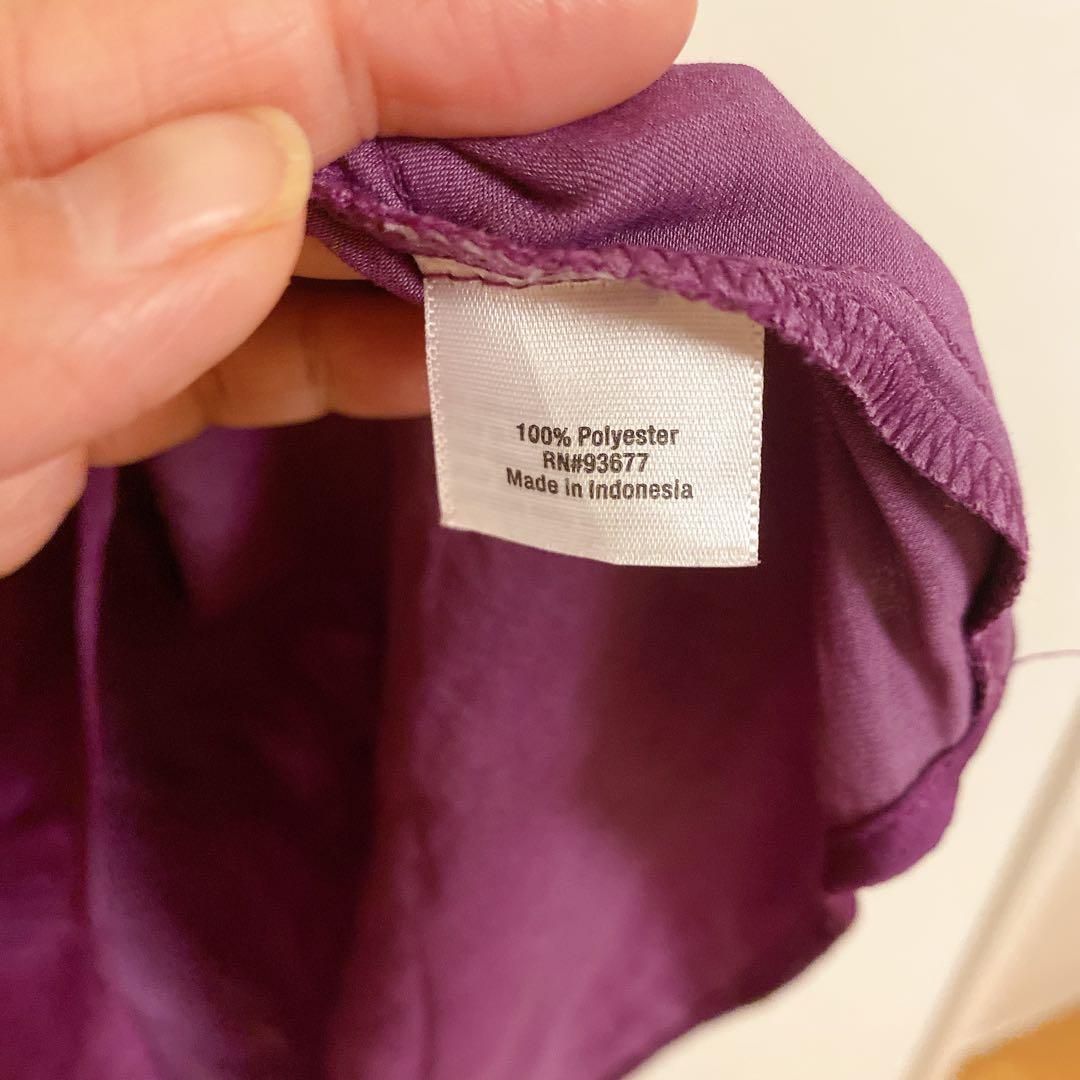 100% Polyester
RN#93677
Made in Indonesia